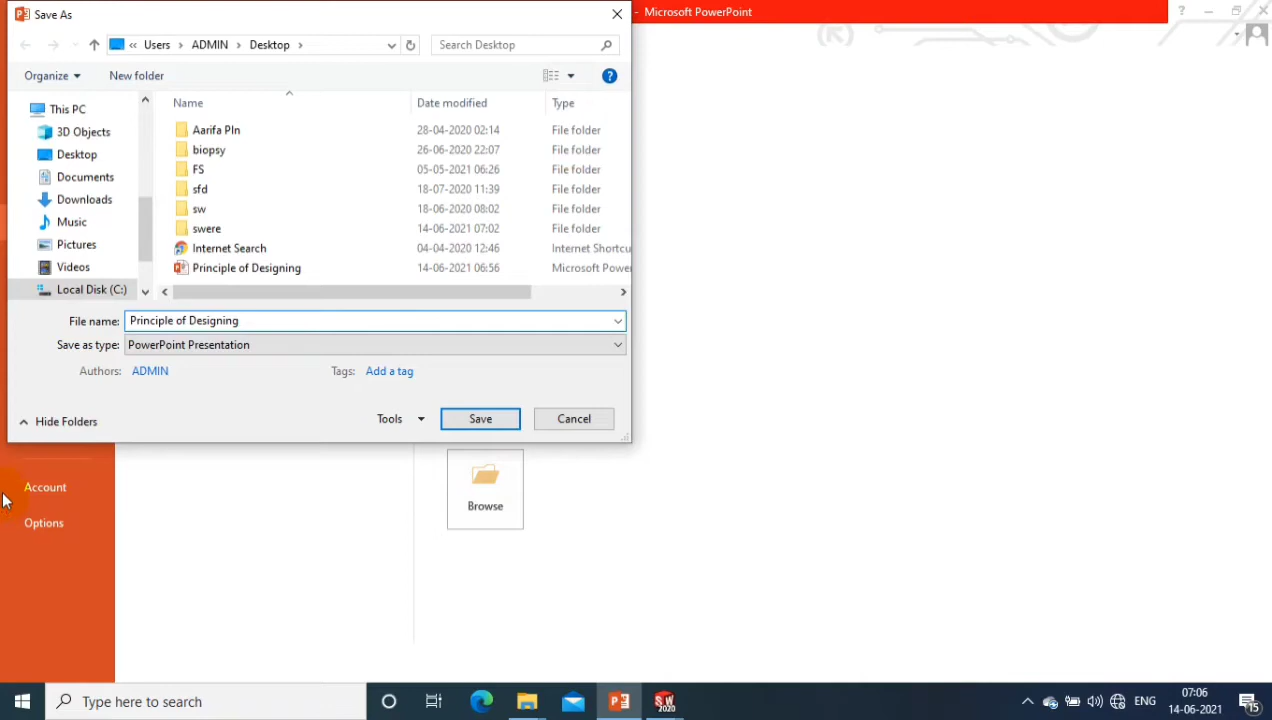 Save As
- Microsoft PowerPoint
?
« Users > ADMIN > Desktop >
Search Desktop
Organize
New folder
Name
Date modified
Type
This PC
3D Objects
Desktop
Documents
Downloads
Music
Pictures
Videos
Local Disk (C:)
Aarifa Pln 28-04-2020 02:14 File folder
biopsy 26-06-2020 22:07 File folder
FS 05-05-2021 06:26 File folder
sfd 18-07-2020 11:39 File folder
sw 18-06-2020 08:02 File folder
swere 14-06-2021 07:02 File folder
Internet Search 04-04-2020 12:46 Internet Shortcu
Principle of Designing 14-06-2021 06:56 Microsoft Power
File name: Principle of Designing
Save as type: PowerPoint Presentation
Authors: ADMIN Tags: Add a tag
Hide Folders
Tools
Save
Cancel
Account
Options
Browse
Type here to search
SW
2020
ENG
07:06
14-06-2021
15